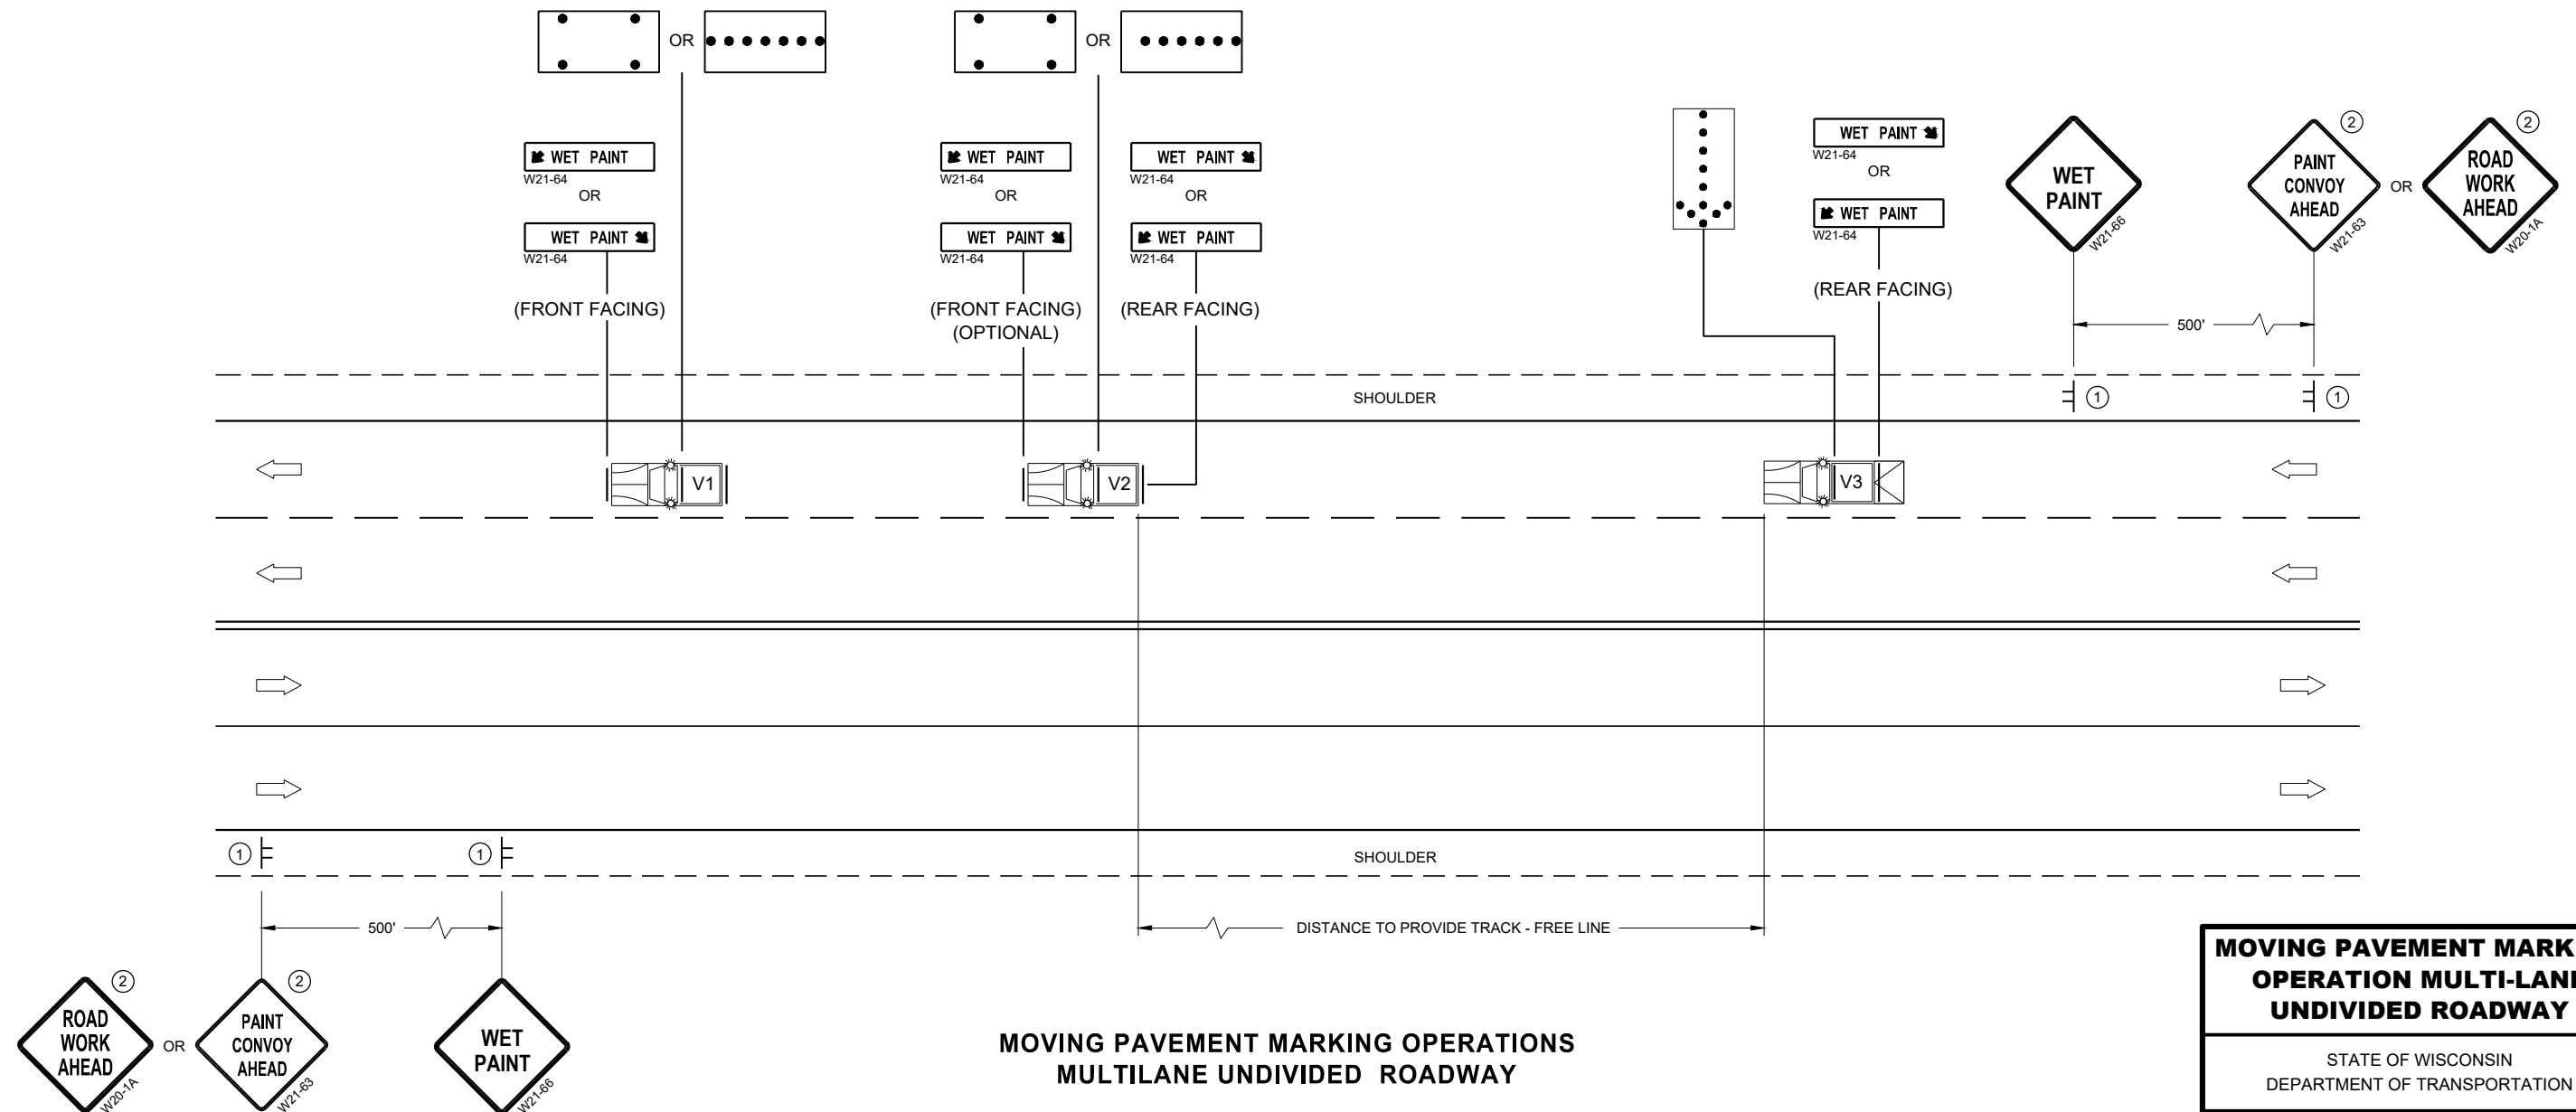 OR
OR
WET PAINT
W21-64
OR
WET PAINT
W21-64
(FRONT FACING)
WET PAINT
W21-64
OR
WET PAINT
W21-64
(FRONT FACING)
(OPTIONAL)
WET PAINT
W21-64
OR
WET PAINT
W21-64
(REAR FACING)
WET PAINT
W21-64
OR
WET PAINT
W21-64
(REAR FACING)
WET
PAINT
W21-66
2
PAINT
CONVOY
AHEAD
W21-63
OR
2
ROAD
WORK
AHEAD
W20-1A
500'
SHOULDER
1
1
V1
V2
V3
1
1
SHOULDER
500'
DISTANCE TO PROVIDE TRACK - FREE LINE
2
ROAD
WORK
AHEAD
W20-1A
OR
2
PAINT
CONVOY
AHEAD
W21-63
WET
PAINT
W21-66
MOVING PAVEMENT MARKING OPERATIONS
MULTILANE UNDIVIDED ROADWAY
MOVING PAVEMENT MARK
OPERATION MULTI-LAN
UNDIVIDED ROADWAY
STATE OF WISCONSIN
DEPARTMENT OF TRANSPORTATION